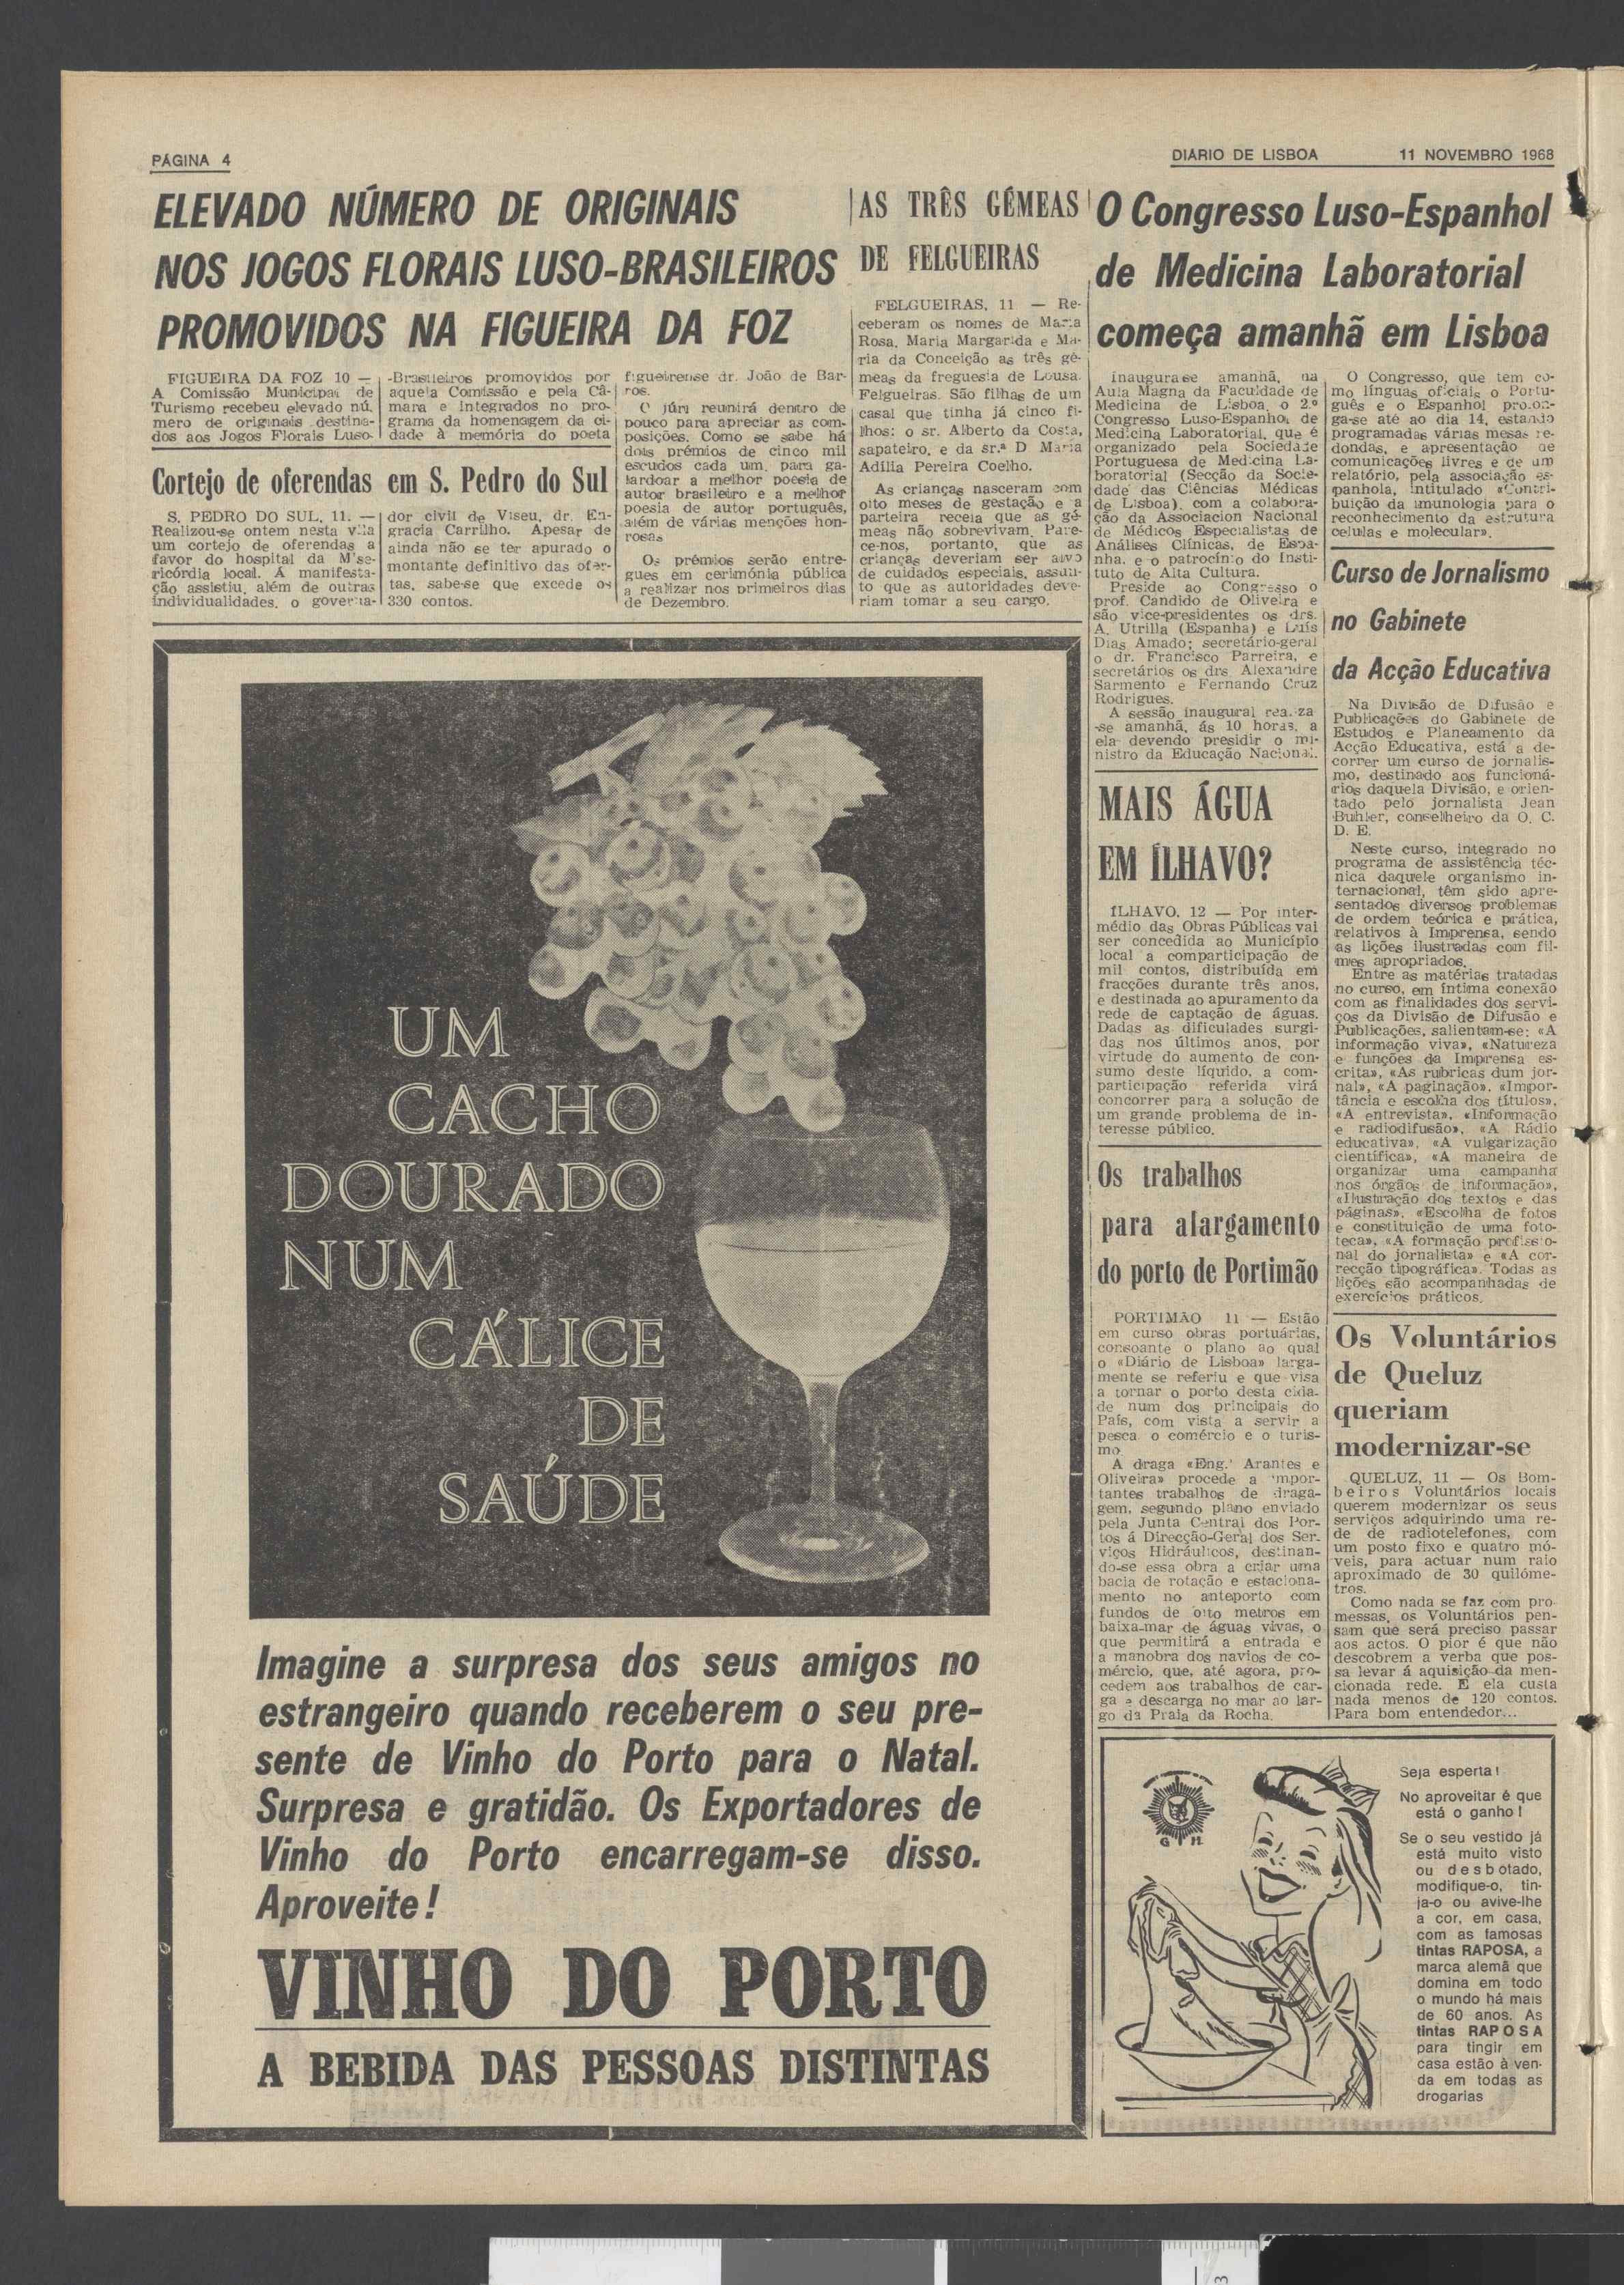 PÁGINA 4
DIARIO DE LISBOA 11 NOVEMBRO 1968
ELEVADO NÚMERO DE ORIGINAIS
NOS JOGOS FLORAIS LUSO-BRASILEIROS
PROMOVIDOS NA FIGUEIRA DA FOZ
FIGUEIRA DA FOZ 10 —
A Comissão Municipal de
Turismo recebeu elevado nú.
mero de originais destina-
dos aos Jogos Florais Luso-
-Brasileiros promovidos por
aquela Comissão e pela Câ-
mara e integrados no pro-
grama da homenagem da ci-
dade à memória do poeta
figueirense dr. João de Bar-
ros.
O júri reunirá dentro de
pouco para apreciar as com-
posições. Como se sabe há
dois prémios de cinco mil
escudos cada um, para ga-
lardoar a melhor poesia de
autor brasileiro e a melhor
poesia de autor português,
além de várias menções hon-
rosas
Os prémios serão entre-
gues em cerimónia pública
a realizar nos primeiros dias
de Dezembro.
Cortejo de oferendas em S. Pedro do Sul
S. PEDRO DO SUL, 11. —
Realizou-se ontem nesta vila
um cortejo de oferendas a
favor do hospital da Mise-
ricórdia local. A manifesta-
ção assistiu, além de outras
individualidades, o governa-
dor civil de Viseu, dr. En-
gracia Carrilho. Apesar de
ainda não se ter apurado o
montante definitivo das ofer-
tas, sabe-se que excede os
330 contos.
AS TRÊS GÉMEAS
DE FELGUEIRAS
FELGUEIRAS, 11 — Re-
ceberam os nomes de Maria
Rosa, Maria Margarida e Ma-
ria da Conceição as três gé-
meas da freguesia de Lousa,
Felgueiras. São filhas de um
casal que tinha já cinco fi-
lhos: o sr. Alberto da Costa,
sapateiro, e da sr.ª D Maria
Adília Pereira Coelho.
As crianças nasceram com
oito meses de gestação e a
parteira receia que as gé-
meas não sobrevivam. Pare-
ce-nos, portanto, que as
crianças deveriam ser alvo
de cuidados especiais, assun-
to que as autoridades deve-
riam tomar a seu cargo.
O Congresso Luso-Espanhol
de Medicina Laboratorial
começa amanhã em Lisboa
Inaugura-se amanhã, na
Aula Magna da Faculdade de
Medicina de Lisboa, o 2.º
Congresso Luso-Espanhol de
Medicina Laboratorial, que é
organizado pela Sociedade
Portuguesa de Medicina La-
boratorial (Secção da Socie-
dade das Ciências Médicas
de Lisboa), com a colabora-
ção da Associacion Nacional
de Médicos Especialistas de
Análises Clínicas, de Espa-
nha, e o patrocínio do Insti-
tuto de Alta Cultura.
Preside ao Congresso o
prof. Candido de Oliveira e
são vice-presidentes os drs.
A. Utrilla (Espanha) e Luís
Dias Amado; secretário-geral
o dr. Francisco Parreira, e
secretários os drs Alexandre
Sarmento e Fernando Cruz
Rodrigues.
A sessão inaugural realiza
-se amanhã, ás 10 horas, a
ela devendo presidir o mi-
nistro da Educação Nacional.
O Congresso, que tem co-
mo línguas oficiais o Portu-
guês e o Espanhol prolon-
ga-se até ao dia 14, estando
programadas várias mesas re-
dondas, e apresentação de
comunicações livres e de um
relatório, pela associação es-
panhola, intitulado «Contri-
buição da imunologia para o
reconhecimento da estrutura
celulas e molecular».
MAIS ÁGUA
EM ÍLHAVO?
ÍLHAVO, 12 — Por inter-
médio das Obras Públicas vai
ser concedida ao Município
local a comparticipação de
mil contos, distribuída em
fracções durante três anos,
e destinada ao apuramento da
rede de captação de águas.
Dadas as dificulades surgi-
das nos últimos anos, por
virtude do aumento de con-
sumo deste líquido, a com-
participação referida virá
concorrer para a solução de
um grande problema de in-
teresse público.
Os trabalhos
para alargamento
do porto de Portimão
PORTIMÃO 11 — Estão
em curso obras portuárias,
consoante o plano ao qual
o «Diário de Lisboa» larga-
mente se referiu e que visa
a tornar o porto desta cida-
de num dos principais do
País, com vista a servir a
pesca o comércio e o turis-
mo
A draga «Eng.º Arantes e
Oliveira» procede a impor-
tantes trabalhos de draga-
gem, segundo plano enviado
pela Junta Central dos Por-
tos á Direcção-Geral dos Ser-
viços Hidráulicos, destinan-
do-se essa obra a criar uma
bacia de rotação e estaciona-
mento no anteporto com
fundos de oito metros em
baixa-mar de águas vivas, o
que permitirá a entrada e
a manobra dos navios de co-
mércio, que, até agora, pro-
cedem aos trabalhos de car-
ga e descarga no mar ao lar-
go da Praia da Rocha.
Curso de Jornalismo
no Gabinete
da Acção Educativa
Na Divisão de Difusão e
Publicações do Gabinete de
Estudos e Planeamento da
Acção Educativa, está a de-
correr um curso de jornalis-
mo, destinado aos funcioná-
rios daquela Divisão, e orien-
tado pelo jornalista Jean
Buhler, conselheiro da O. C.
D. E.
Neste curso, integrado no
programa de assistência téc-
nica daquele organismo in-
ternacional, têm sido apre-
sentados diversos problemas
de ordem teórica e prática,
relativos à Imprensa, sendo
as lições ilustradas com fil-
mes apropriados.
Entre as matérias tratadas
no curso, em íntima conexão
com as finalidades dos servi-
ços da Divisão de Difusão e
Publicações, salientam-se: «A
informação viva», «Natureza
e funções da Imprensa es-
crita», «As rubricas dum jor-
nal», «A paginação», «Impor-
tância e escolha dos títulos»,
«A entrevista», «Informação
e radiodifusão», «A Rádio
educativa», «A vulgarização
científica», «A maneira de
organizar uma campanha
nos órgãos de informação»,
«Ilustração dos textos e das
páginas», «Escolha de fotos
e constituição de uma foto-
teca», «A formação profissio-
nal do jornalista» e «A cor-
recção tipográfica». Todas as
lições são acompanhadas de
exercícios práticos.
Os Voluntários
de Queluz
queriam
modernizar-se
QUELUZ, 11 — Os Bom-
beiros Voluntários locais
querem modernizar os seus
serviços adquirindo uma re-
de de radiotelefones, com
um posto fixo e quatro mó-
veis, para actuar num raio
aproximado de 30 quilóme-
tros.
Como nada se faz com pro-
messas, os Voluntários pen-
sam que será preciso passar
aos actos. O pior é que não
descobrem a verba que pos-
sa levar á aquisição da men-
cionada rede. E ela custa
nada menos de 120 contos.
Para bom entendedor...
UM
CACHO
DOURADO
NUM
CÁLICE
DE
SAÚDE
Imagine a surpresa dos seus amigos no
estrangeiro quando receberem o seu pre-
sente de Vinho do Porto para o Natal.
Surpresa e gratidão. Os Exportadores de
Vinho do Porto encarregam-se disso.
Aproveite!
VINHO DO PORTO
A BEBIDA DAS PESSOAS DISTINTAS
G H
Seja esperta!
No aproveitar é que
está o ganho!
Se o seu vestido já
está muito visto
ou desbotado,
modifique-o, tin-
ja-o ou avive-lhe
a cor, em casa,
com as famosas
tintas RAPOSA, a
marca alemã que
domina em todo
o mundo há mais
de 60 anos. As
tintas RAPOSA
para tingir em
casa estão à ven-
da em todas as
drogarias
3